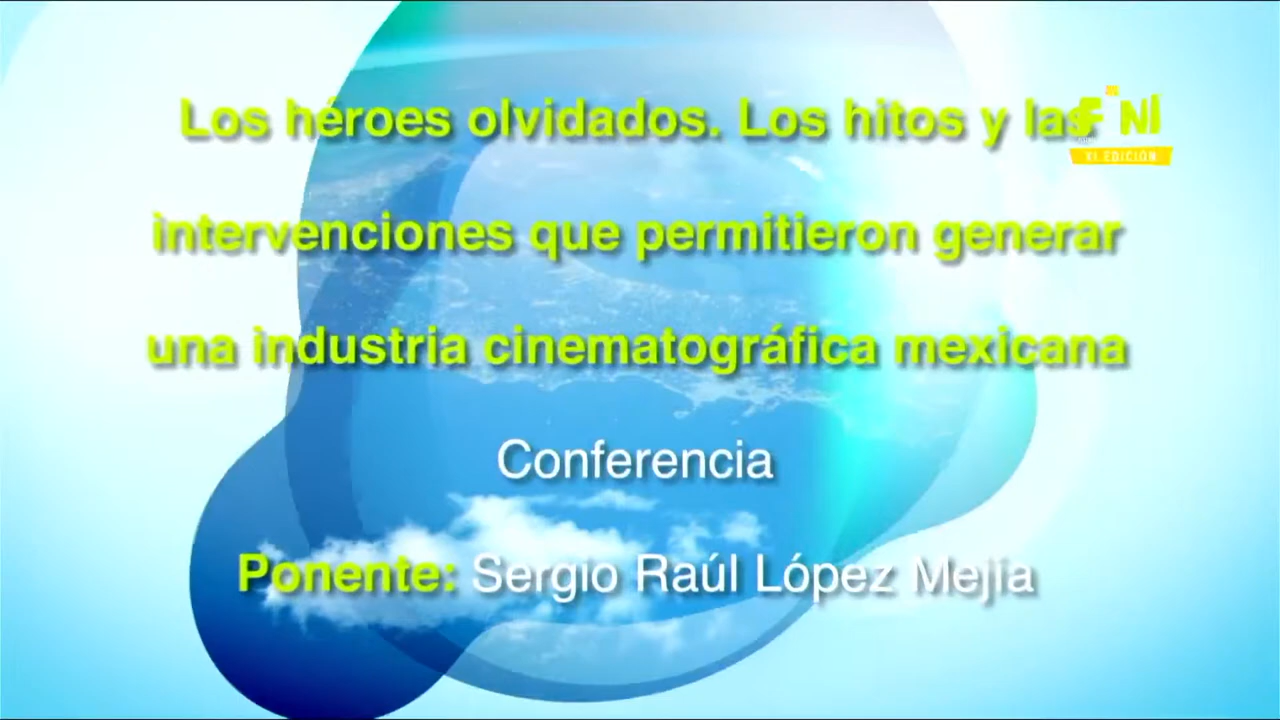 Los héroes olvidados. Los hitos y las
intervenciones que permitieron generar
una industria cinematográfica mexicana
Conferencia
Ponente: Sergio Raúl López Mejía
XI EDICIÓN